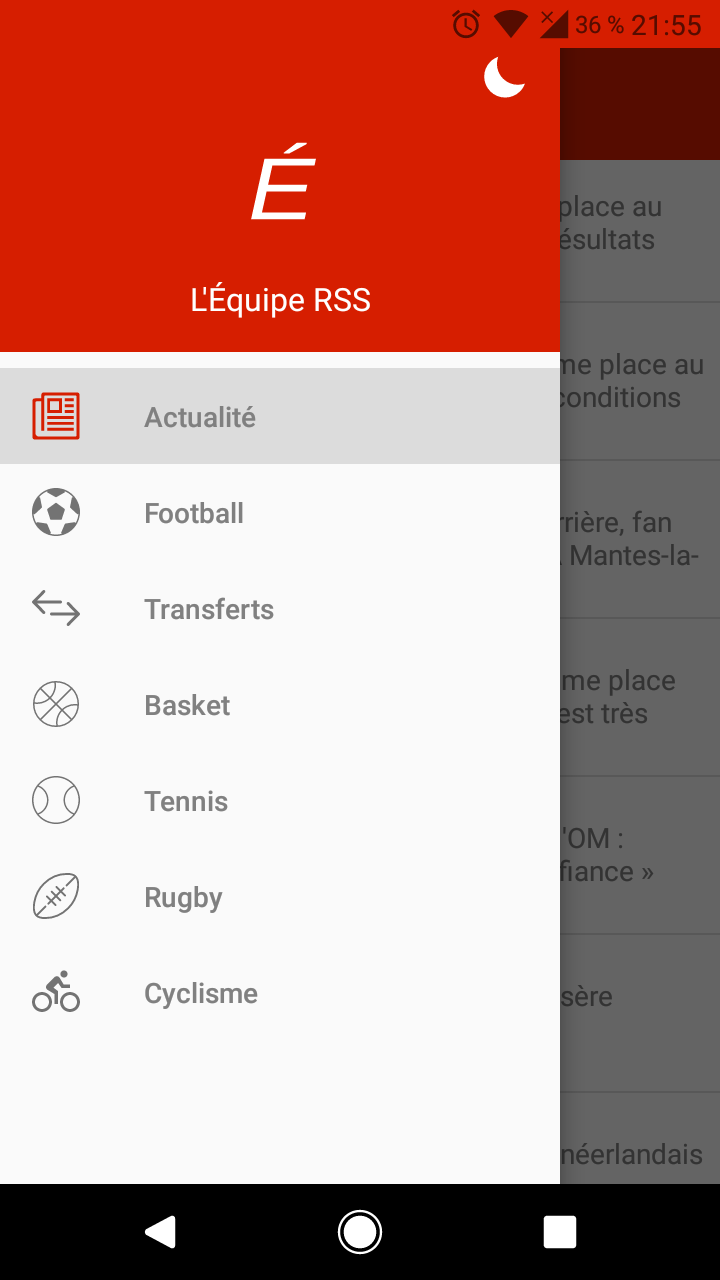 36 % 21:55
É
L'Équipe RSS
Actualité
Football
Transferts
Basket
Tennis
Rugby
Cyclisme
place au
ésultats
me place au
conditions
rière, fan
. Mantes-la-
me place
est très
'OM :
fiance »
sère
néerlandais